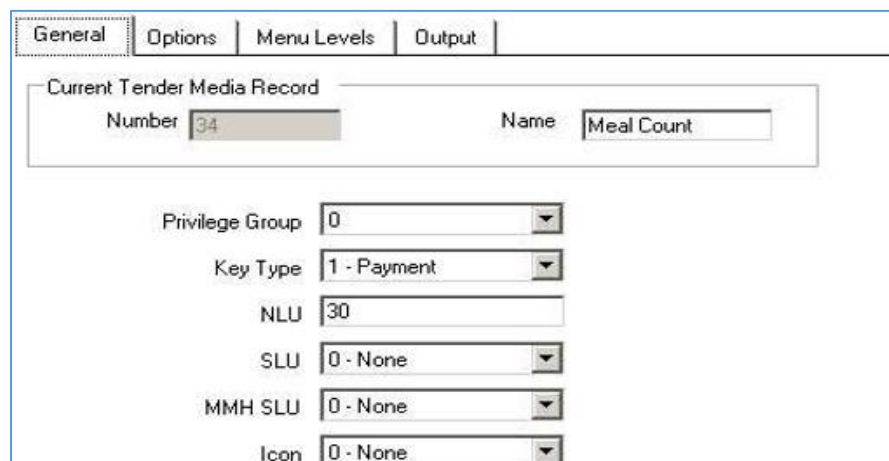 General Options Menu Levels Output
Current Tender Media Record
Number 34 Name Meal Count
Privilege Group 0
Key Type 1 - Payment
NLU 30
SLU 0 - None
MMH SLU 0 - None
Icon 0 - None